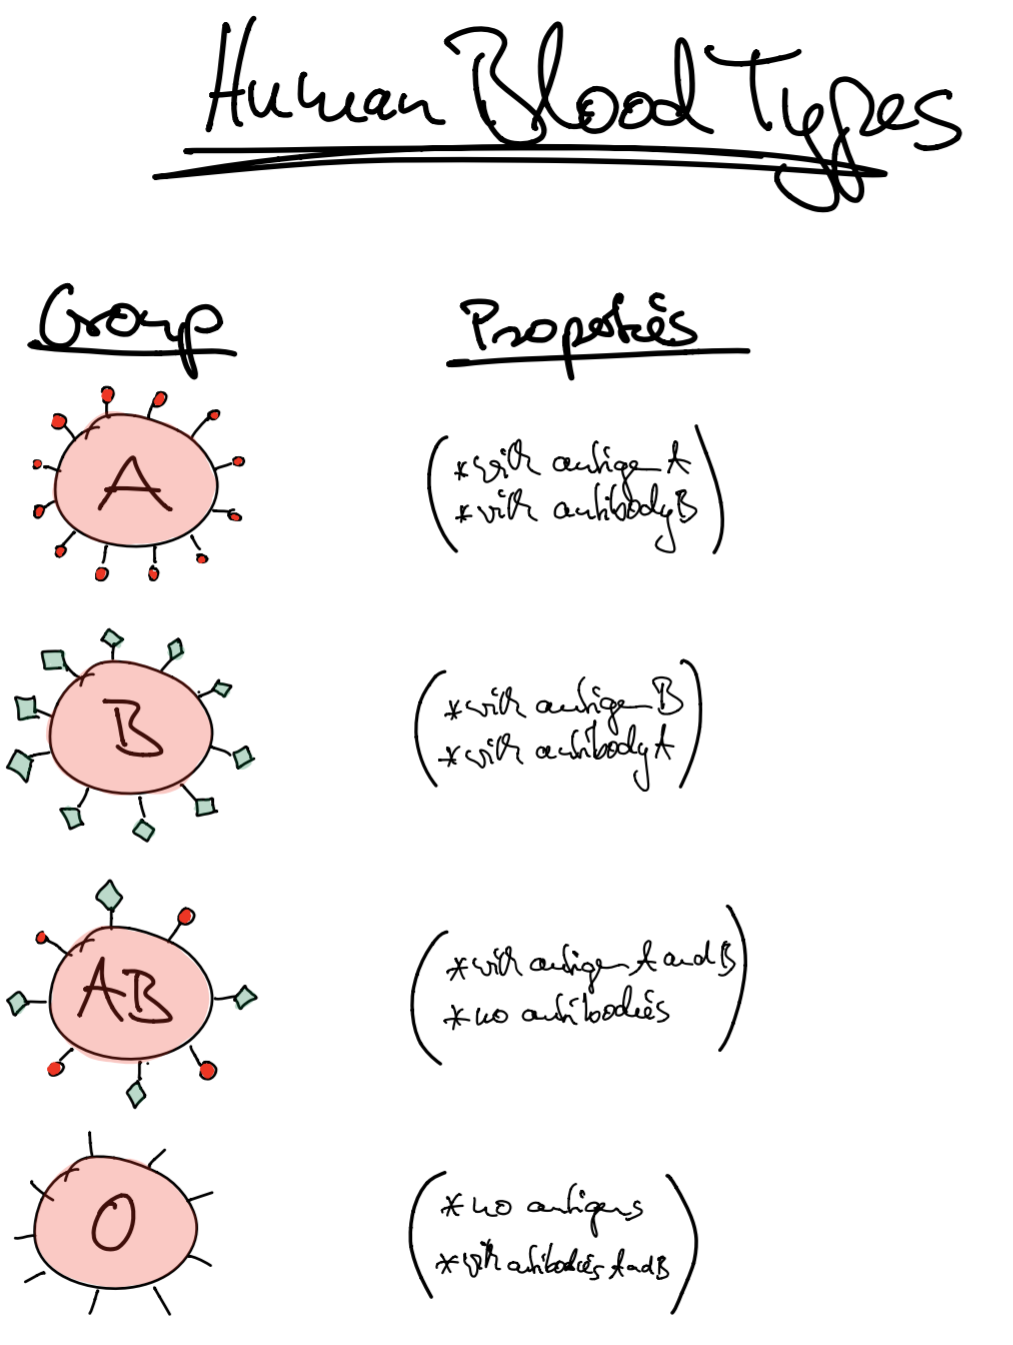 Human Blood Types
Group
Properties
A
* with antigen A
* with antibody B
B
* with antigen B
* with antibody A
AB
* with antigen A and B
* no antibodies
O
* no antigens
* with antibodies A and B